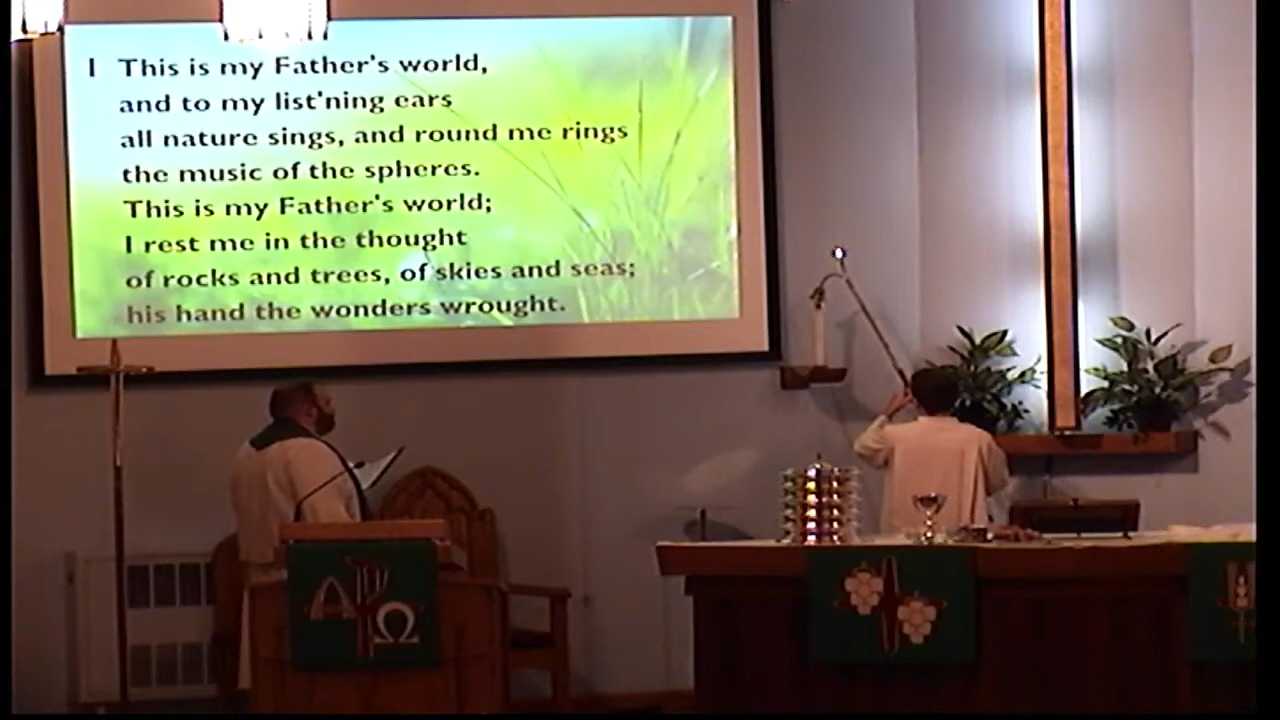 1 This is my Father's world,
and to my list'ning ears
all nature sings, and round me rings
the music of the spheres.
This is my Father's world;
I rest me in the thought
of rocks and trees, of skies and seas;
his hand the wonders wrought.
Α Ω